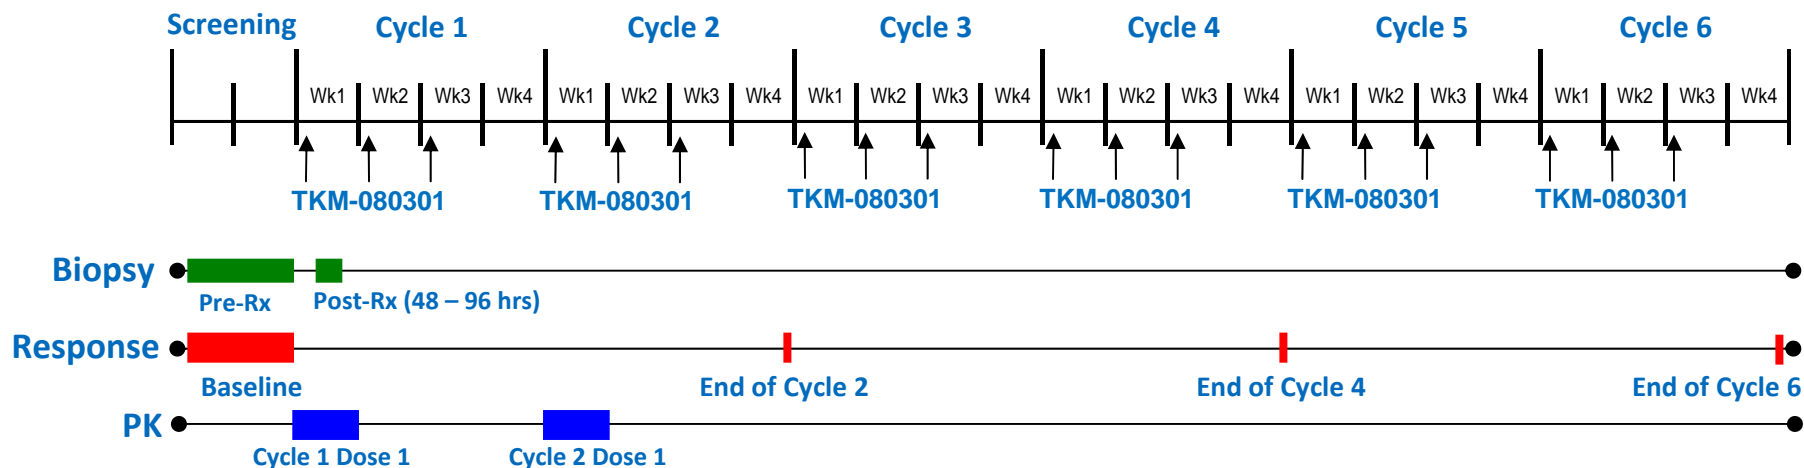 Screening Cycle 1 Cycle 2 Cycle 3 Cycle 4 Cycle 5 Cycle 6
Wk1 Wk2 Wk3 Wk4 Wk1 Wk2 Wk3 Wk4 Wk1 Wk2 Wk3 Wk4 Wk1 Wk2 Wk3 Wk4 Wk1 Wk2 Wk3 Wk4 Wk1 Wk2 Wk3 Wk4
TKM-080301 TKM-080301 TKM-080301 TKM-080301 TKM-080301 TKM-080301
Biopsy
Pre-Rx Post-Rx (48 – 96 hrs)
Response
Baseline End of Cycle 2 End of Cycle 4 End of Cycle 6
PK
Cycle 1 Dose 1 Cycle 2 Dose 1